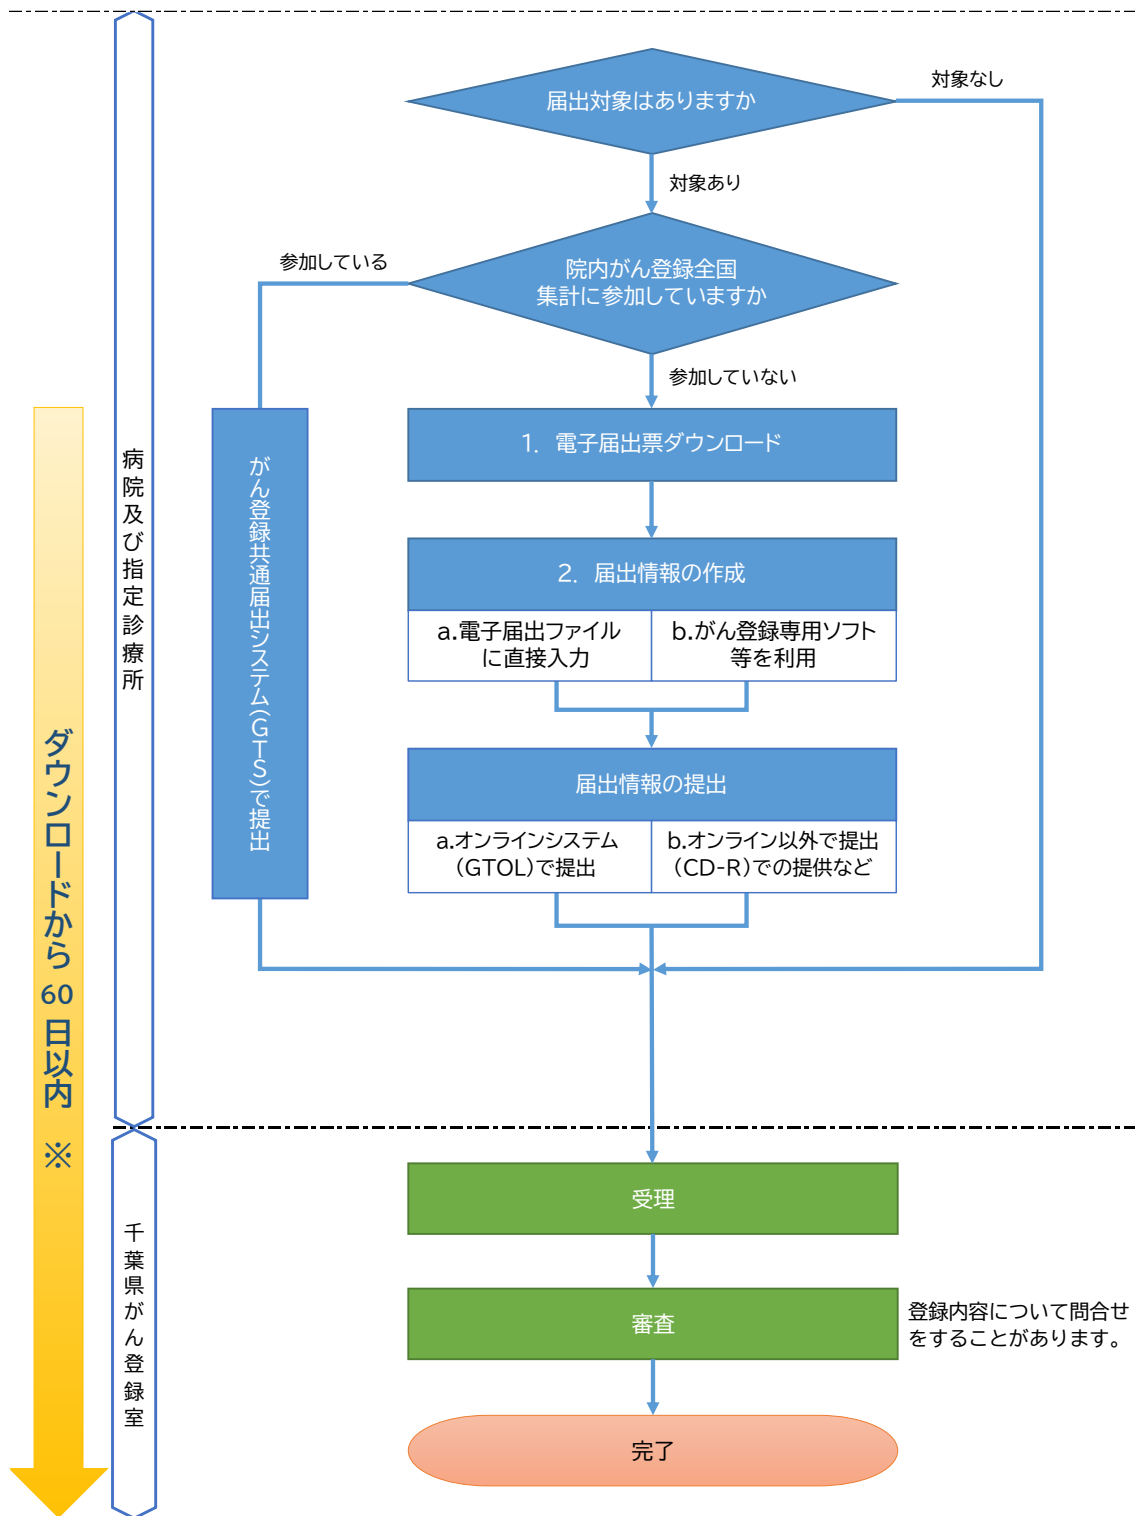 届出対象はありますか
対象なし
対象あり
院内がん登録全国
集計に参加していますか
参加している
参加していない
1. 電子届出票ダウンロード
がん登録共通届出システム(GTS)で提出
2. 届出情報の作成
a.電子届出ファイル
に直接入力
b.がん登録専用ソフト
等を利用
届出情報の提出
a.オンラインシステム
(GTOL)で提出
b.オンライン以外で提出
(CD-R)での提供など
病院及び指定診療所
ダウンロードから60日以内 ※
千葉県がん登録室
受理
審査
登録内容について問合せ
をすることがあります。
完了